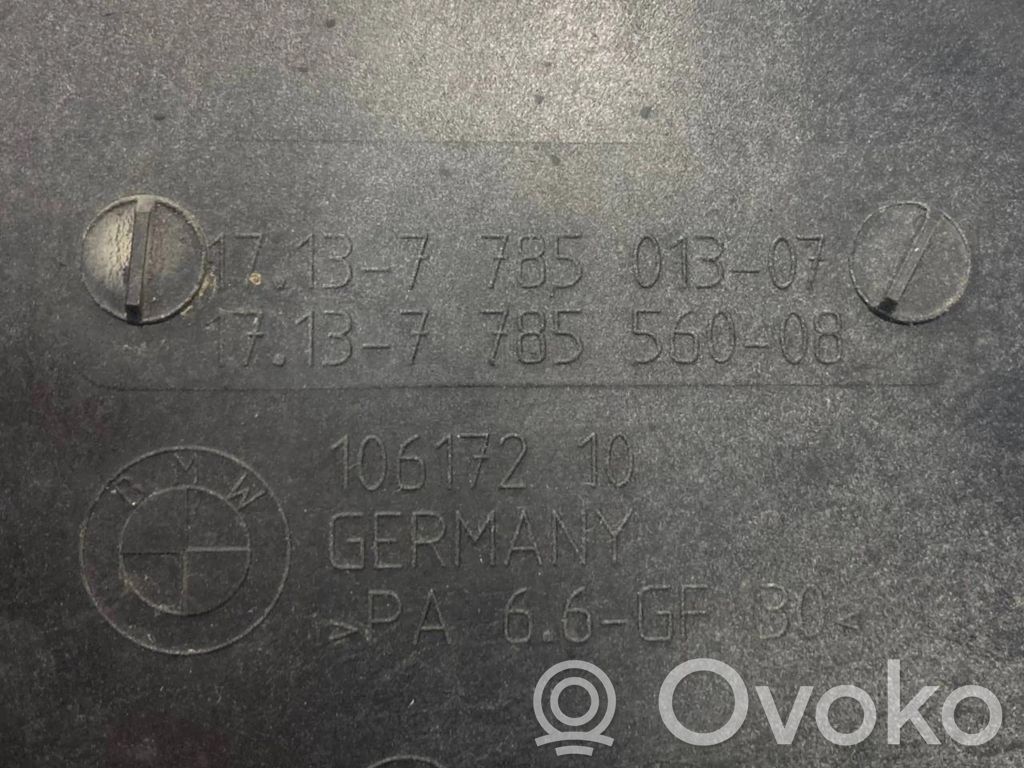 17.13-7 785 013-07
17.13-7 785 560-08
BMW
106172 10
GERMANY
>PA 6.6-GF 30<
Ovoko